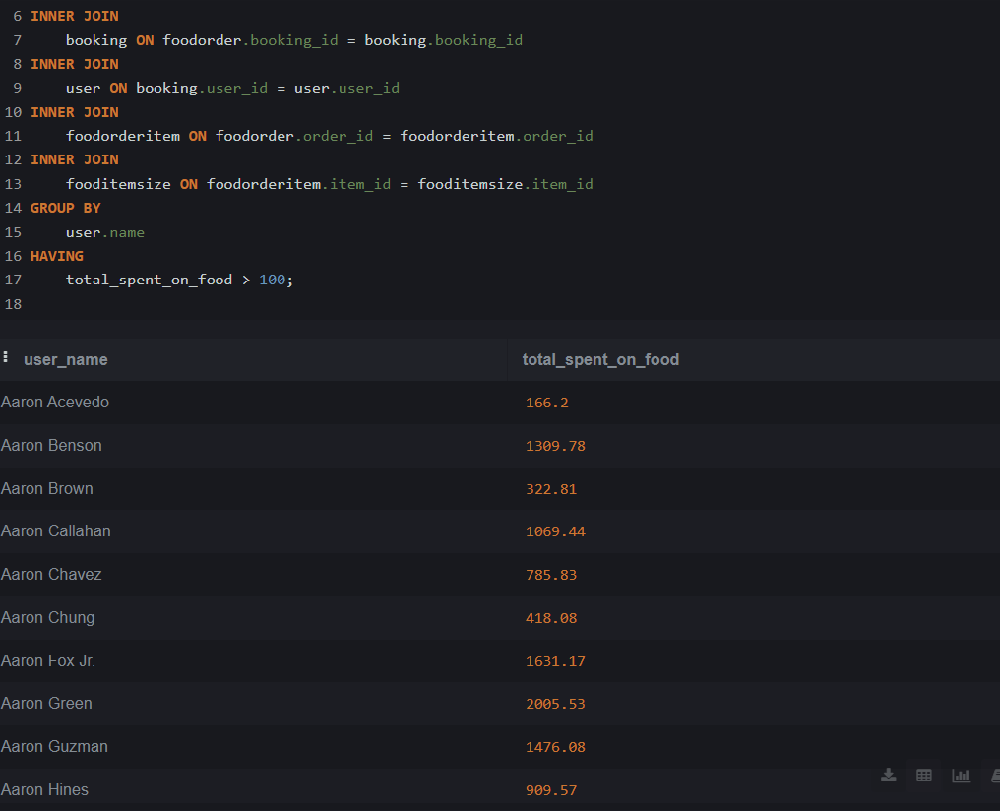 6 INNER JOIN
7 booking ON foodorder.booking_id = booking.booking_id
8 INNER JOIN
9 user ON booking.user_id = user.user_id
10 INNER JOIN
11 foodorderitem ON foodorder.order_id = foodorderitem.order_id
12 INNER JOIN
13 fooditemsize ON foodorderitem.item_id = fooditemsize.item_id
14 GROUP BY
15 user.name
16 HAVING
17 total_spent_on_food > 100;
18
user_name total_spent_on_food
Aaron Acevedo 166.2
Aaron Benson 1309.78
Aaron Brown 322.81
Aaron Callahan 1069.44
Aaron Chavez 785.83
Aaron Chung 418.08
Aaron Fox Jr. 1631.17
Aaron Green 2005.53
Aaron Guzman 1476.08
Aaron Hines 909.57